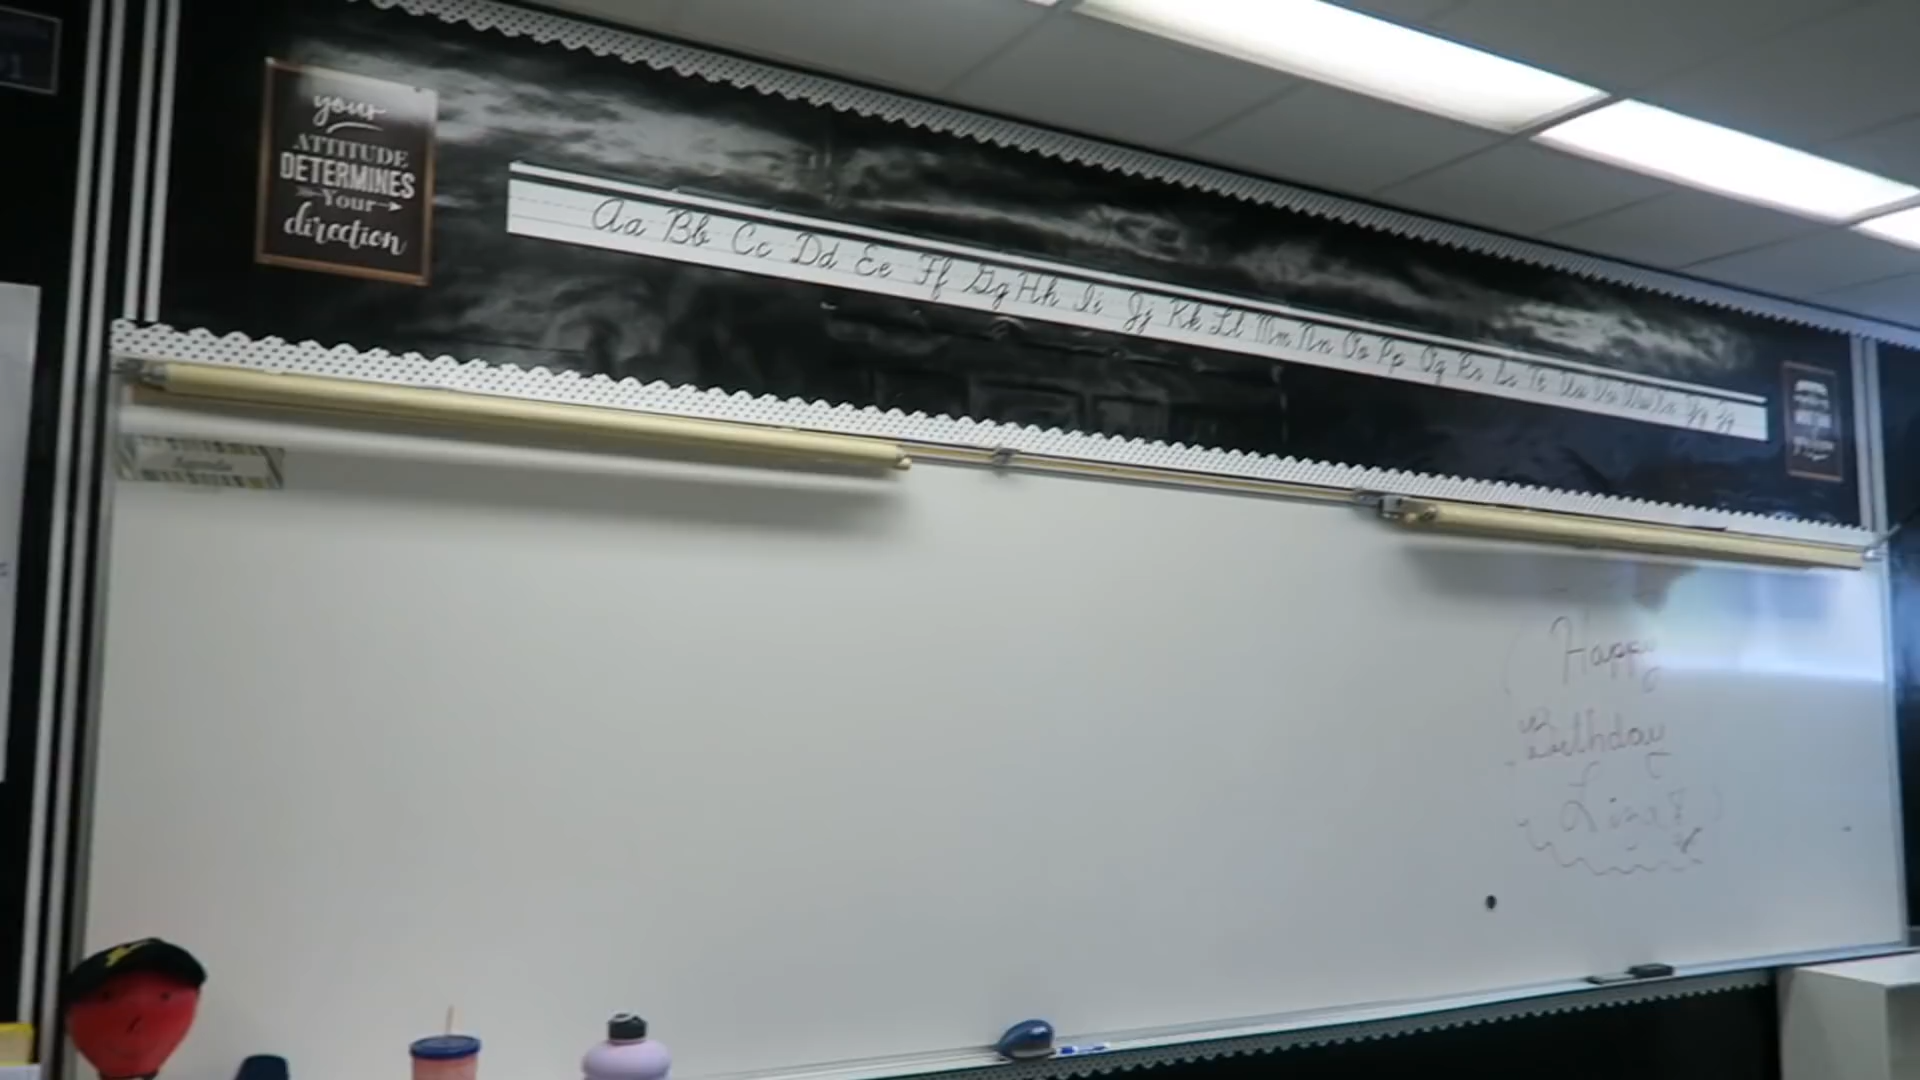 your
ATTITUDE
DETERMINES
Your
direction
Aa Bb Cc Dd Ee Ff Gg Hh Ii Jj Kk Ll Mm Nn Oo Pp Qq Rr Ss Tt Uu Vv Ww Xx Yy Zz
Agenda
Happy
Birthday